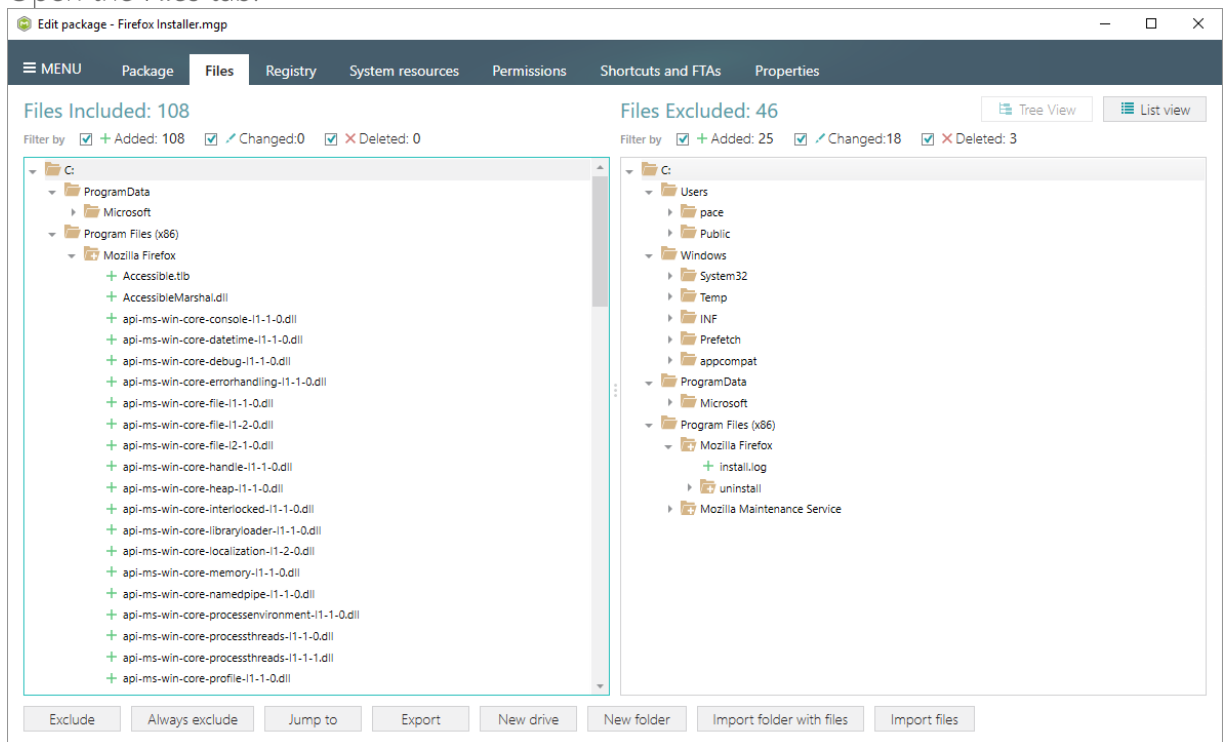 Open the Files tab.
Edit package - Firefox Installer.mgp
MENU Package Files Registry System resources Permissions Shortcuts and FTAs Properties
Files Included: 108
Filter by + Added: 108 Changed:0 Deleted: 0
C:
ProgramData
Microsoft
Program Files (x86)
Mozilla Firefox
+ Accessible.tlb
+ AccessibleMarshal.dll
+ api-ms-win-core-console-l1-1-0.dll
+ api-ms-win-core-datetime-l1-1-0.dll
+ api-ms-win-core-debug-l1-1-0.dll
+ api-ms-win-core-errorhandling-l1-1-0.dll
+ api-ms-win-core-file-l1-1-0.dll
+ api-ms-win-core-file-l1-2-0.dll
+ api-ms-win-core-file-l2-1-0.dll
+ api-ms-win-core-handle-l1-1-0.dll
+ api-ms-win-core-heap-l1-1-0.dll
+ api-ms-win-core-interlocked-l1-1-0.dll
+ api-ms-win-core-libraryloader-l1-1-0.dll
+ api-ms-win-core-localization-l1-2-0.dll
+ api-ms-win-core-memory-l1-1-0.dll
+ api-ms-win-core-namedpipe-l1-1-0.dll
+ api-ms-win-core-processenvironment-l1-1-0.dll
+ api-ms-win-core-processthreads-l1-1-0.dll
+ api-ms-win-core-processthreads-l1-1-1.dll
+ api-ms-win-core-profile-l1-1-0.dll
Files Excluded: 46
Tree View List view
Filter by + Added: 25 Changed:18 Deleted: 3
C:
Users
pace
Public
Windows
System32
Temp
INF
Prefetch
appcompat
ProgramData
Microsoft
Program Files (x86)
Mozilla Firefox
+ install.log
uninstall
Mozilla Maintenance Service
Exclude Always exclude Jump to Export New drive New folder Import folder with files Import files